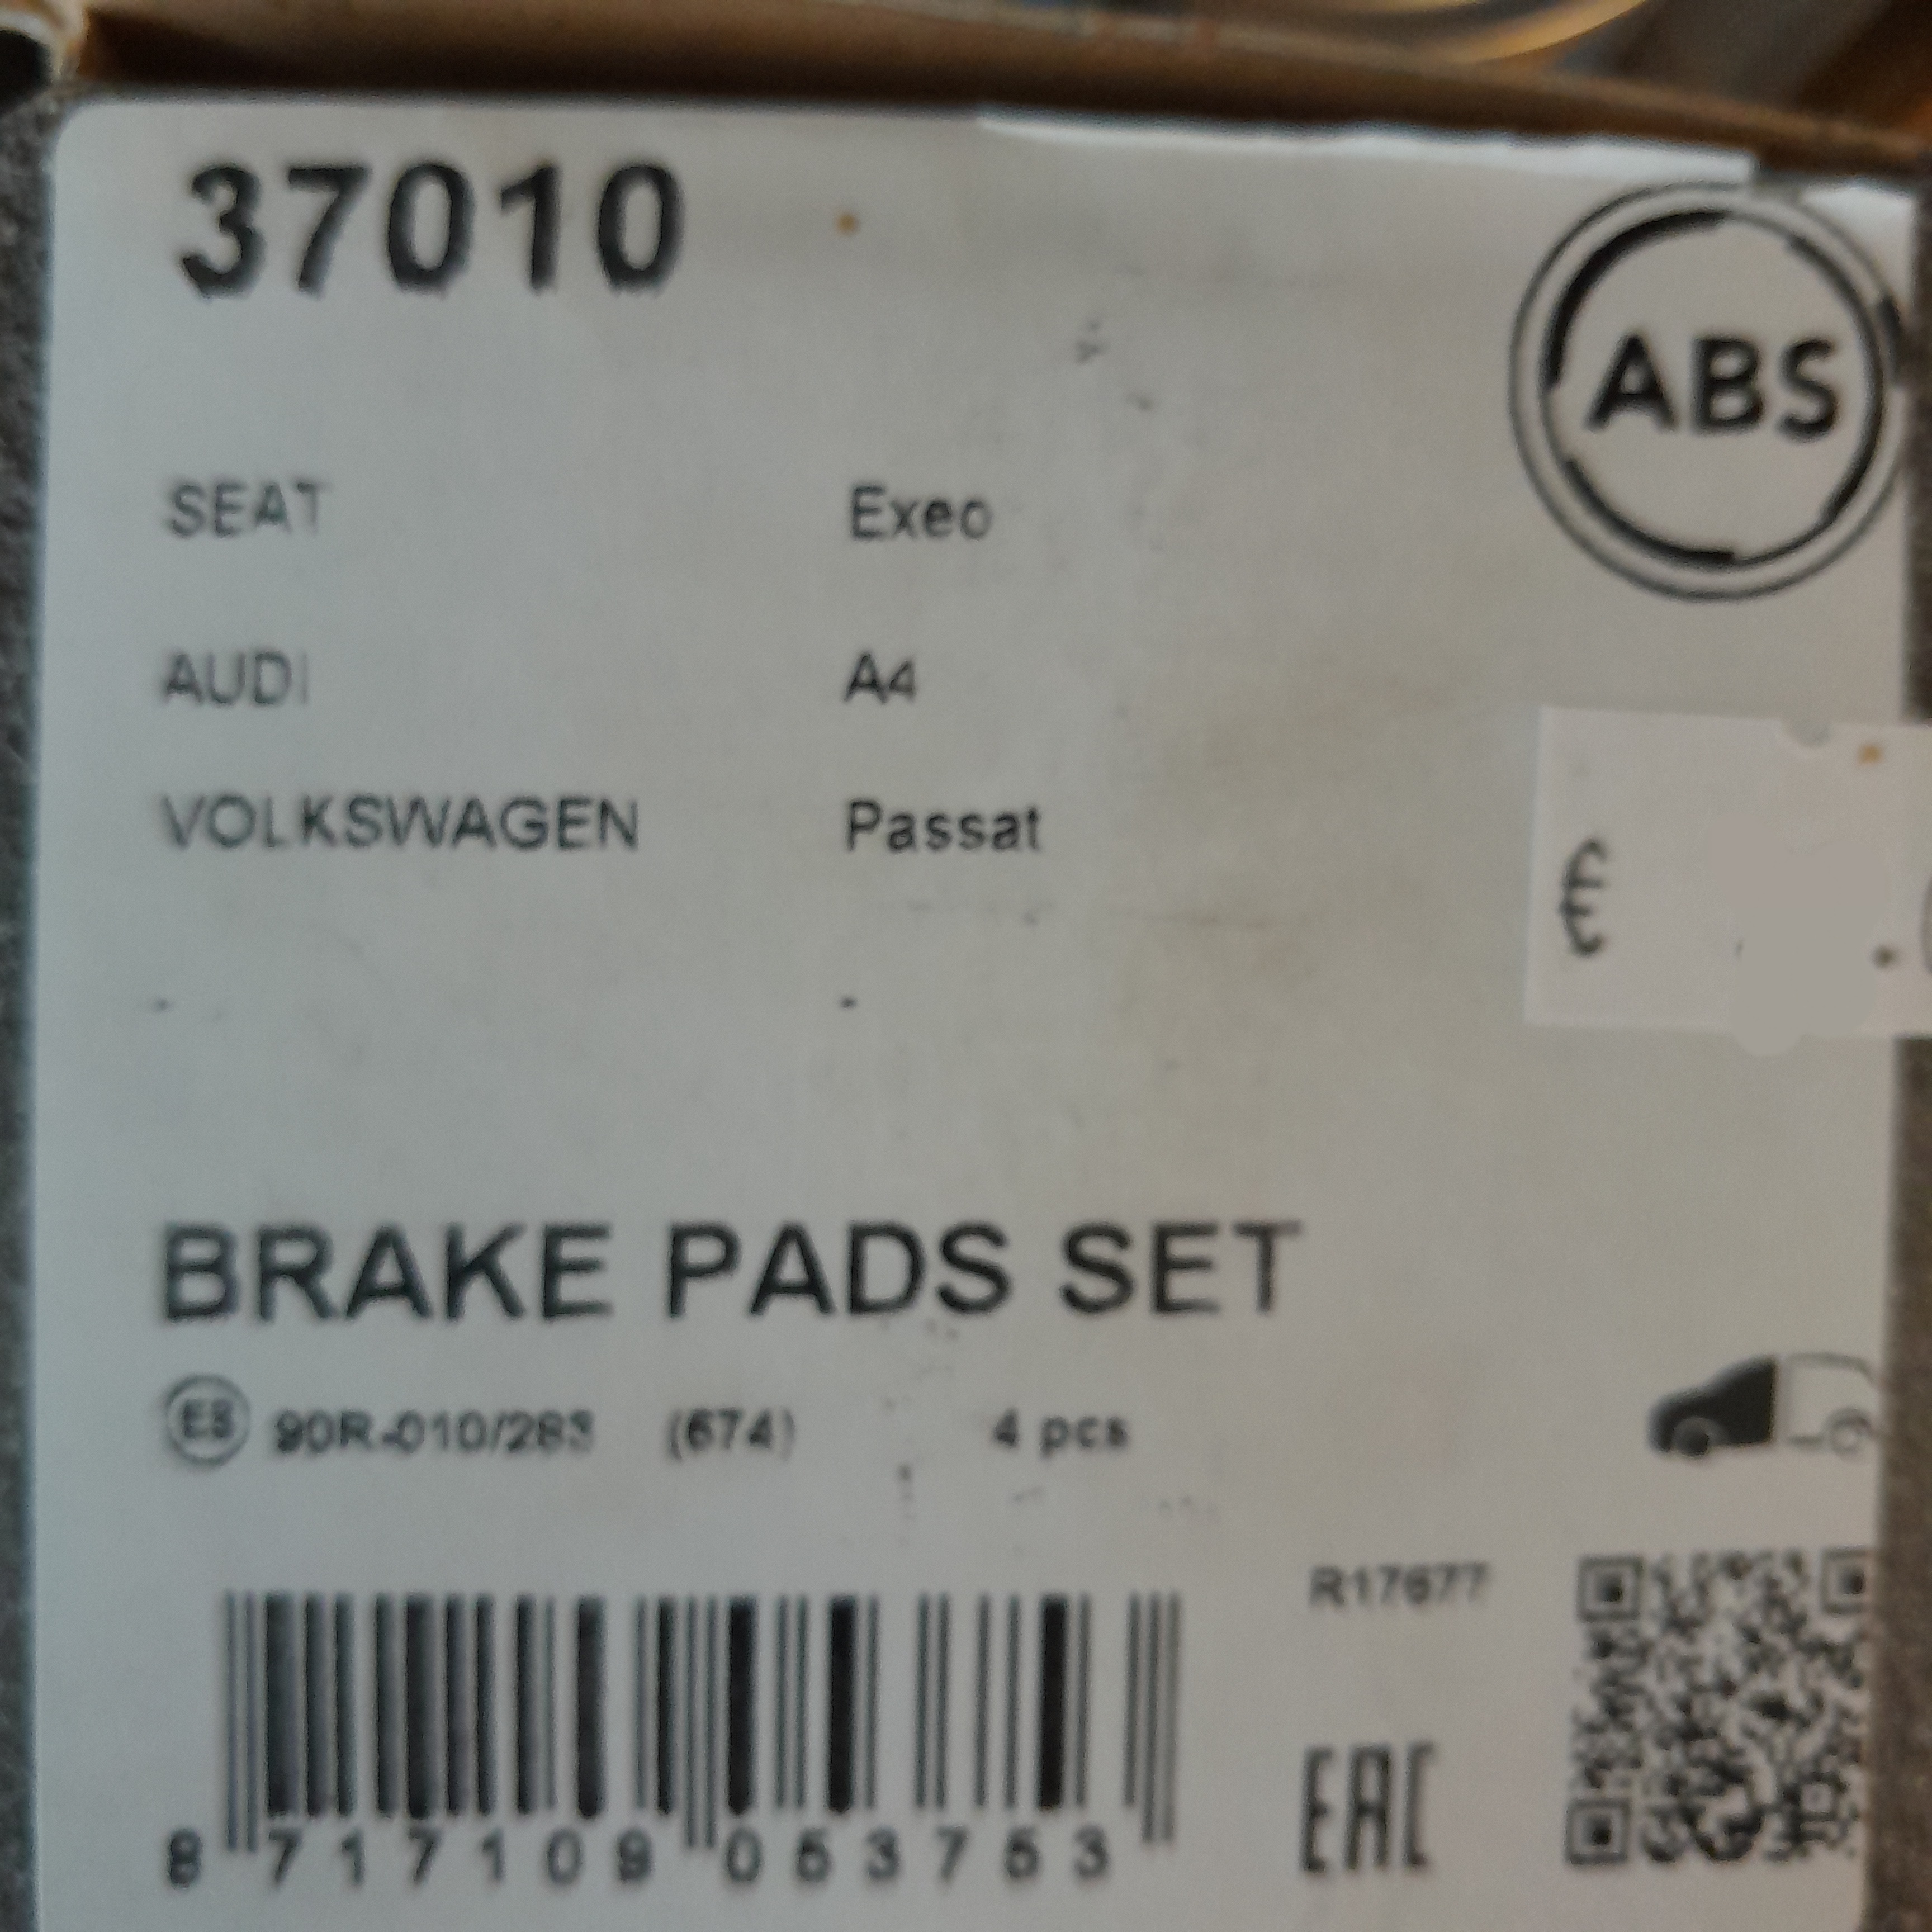 37010
ABS
SEAT Exeo
AUDI A4
VOLKSWAGEN Passat
€ .
- -
BRAKE PADS SET
E8 90R-010/283 (674) 4 pcs
R17677
EAC
8 717109 053753